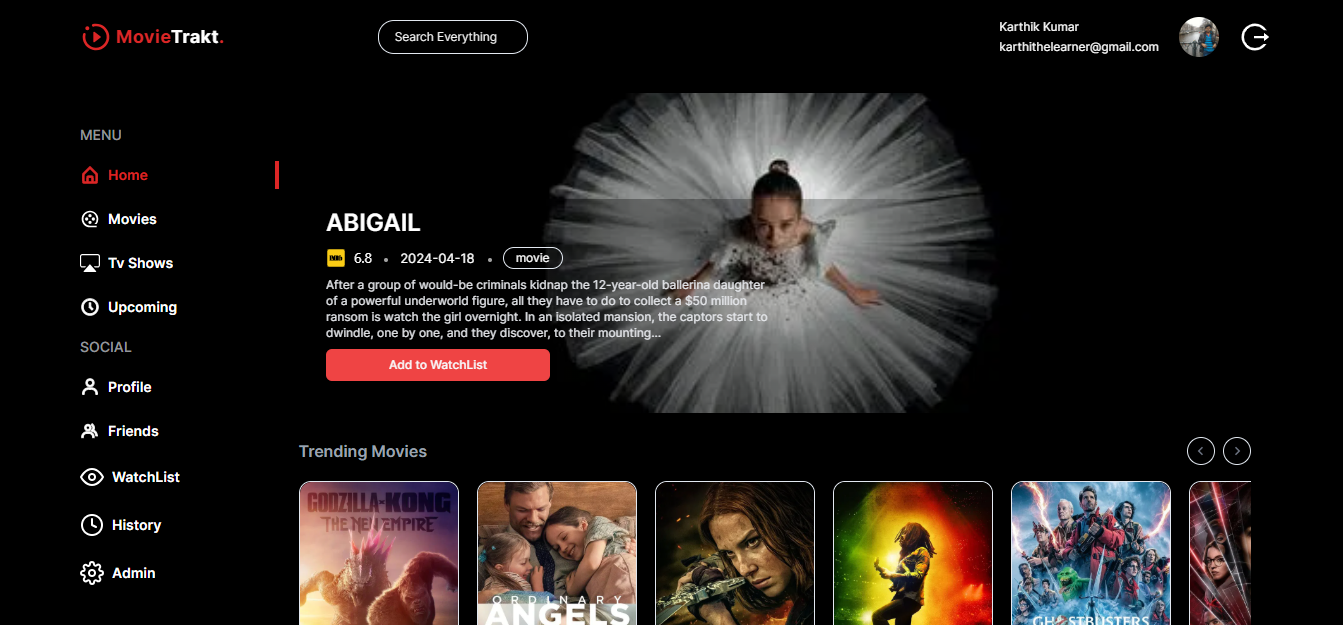 MovieTrakt.
Search Everything
Karthik Kumar
karthithelearner@gmail.com
MENU
Home
Movies
Tv Shows
Upcoming
SOCIAL
Profile
Friends
WatchList
History
Admin
ABIGAIL
IMDb 6.8 • 2024-04-18 • movie
After a group of would-be criminals kidnap the 12-year-old ballerina daughter
of a powerful underworld figure, all they have to do to collect a $50 million
ransom is watch the girl overnight. In an isolated mansion, the captors start to
dwindle, one by one, and they discover, to their mounting...
Add to WatchList
Trending Movies
GODZILLA × KONG
THE NEW EMPIRE
ORDINARY
ANGELS
GHOSTBUSTERS